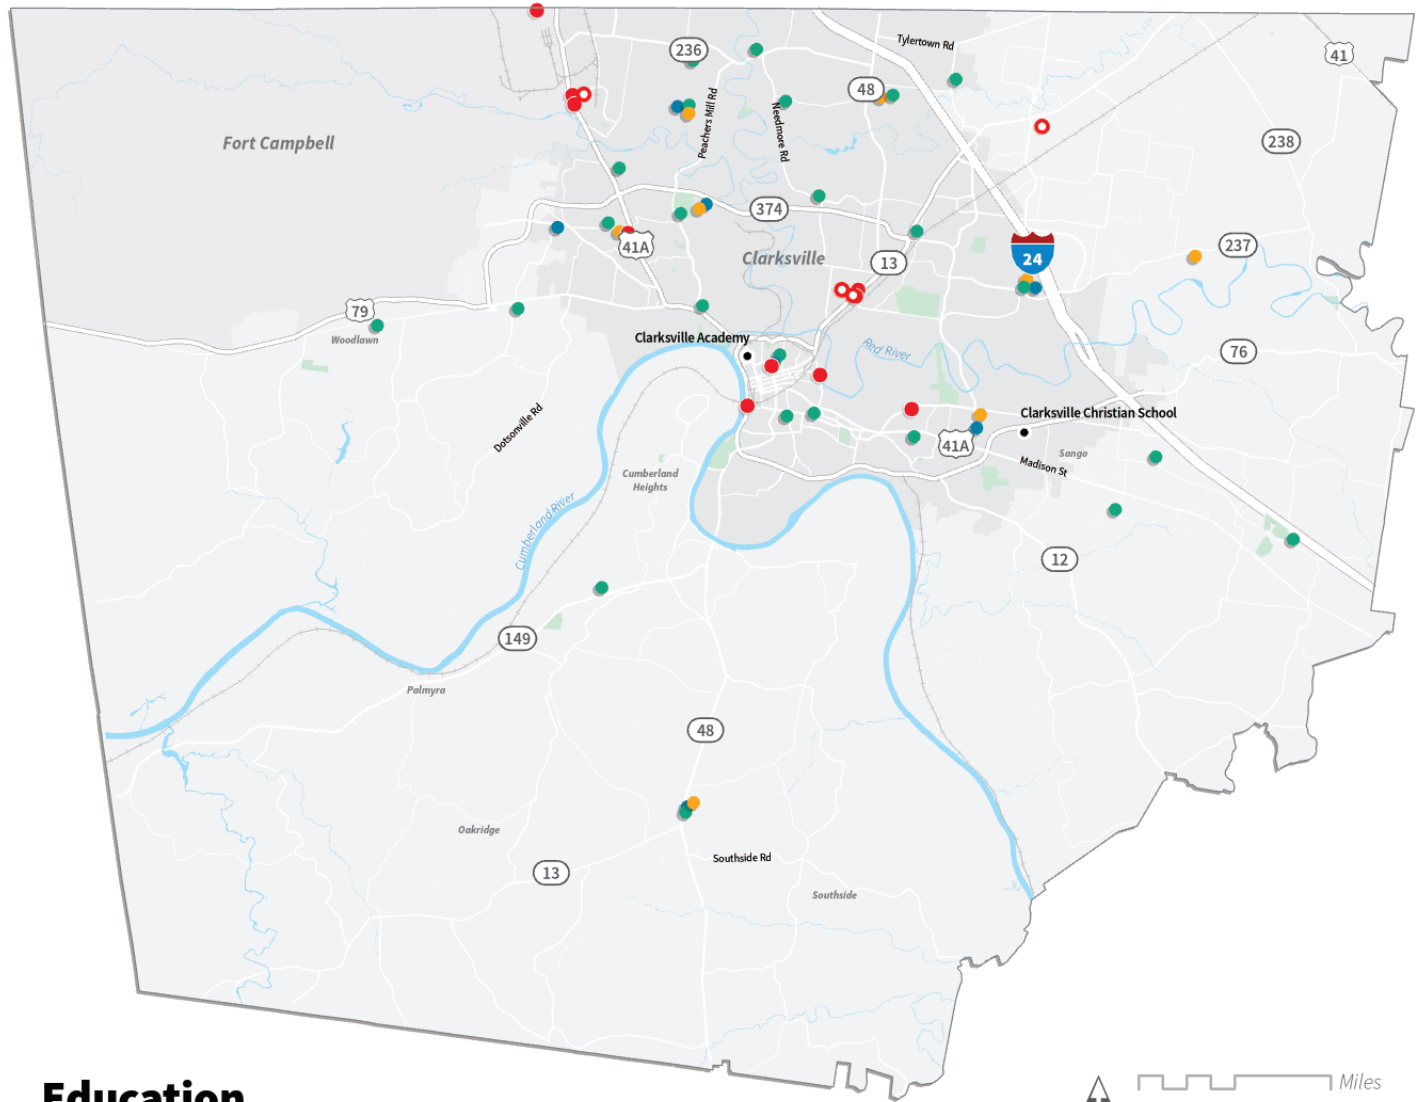 Tylertown Rd
236
41
48
Peachers Mill Rd
Needmore Rd
Fort Campbell
238
374
41A
237
Clarksville
13
24
79
Woodlawn
Clarksville Academy
Red River
76
Dotsonville Rd
Clarksville Christian School
41A
Sango
Madison St
Cumberland
Heights
Cumberland River
12
149
Palmyra
48
Oakridge
Southside Rd
13
Southside
Education
Miles